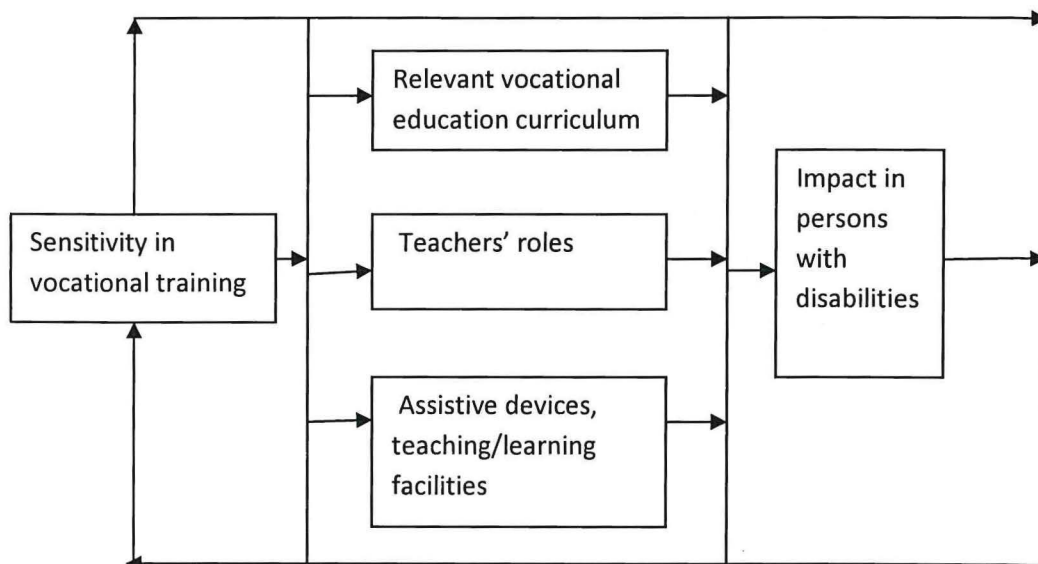 Relevant vocational
education curriculum
Sensitivity in
vocational training
Teachers’ roles
Impact in
persons
with
disabilities
Assistive devices,
teaching/learning
facilities